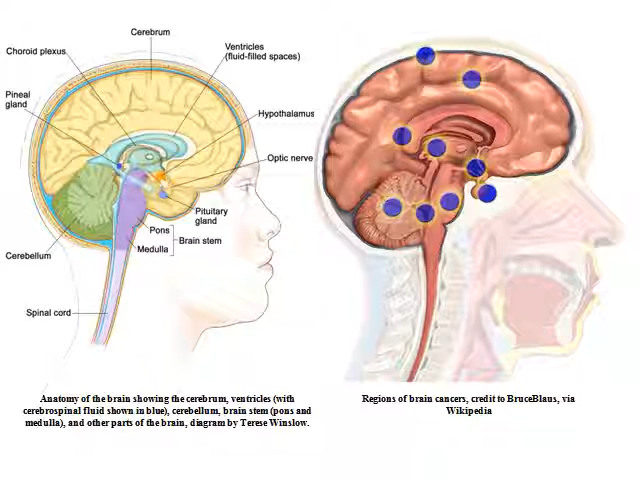 Cerebrum
Choroid plexus
Ventricles
(fluid-filled spaces)
Pineal
gland
Hypothalamus
Optic nerve
Pituitary
gland
Pons
Medulla
Brain stem
Cerebellum
Spinal cord
Anatomy of the brain showing the cerebrum, ventricles (with
cerebrospinal fluid shown in blue), cerebellum, brain stem (pons and
medulla), and other parts of the brain, diagram by Terese Winslow.
Regions of brain cancers, credit to BruceBlaus, via
Wikipedia